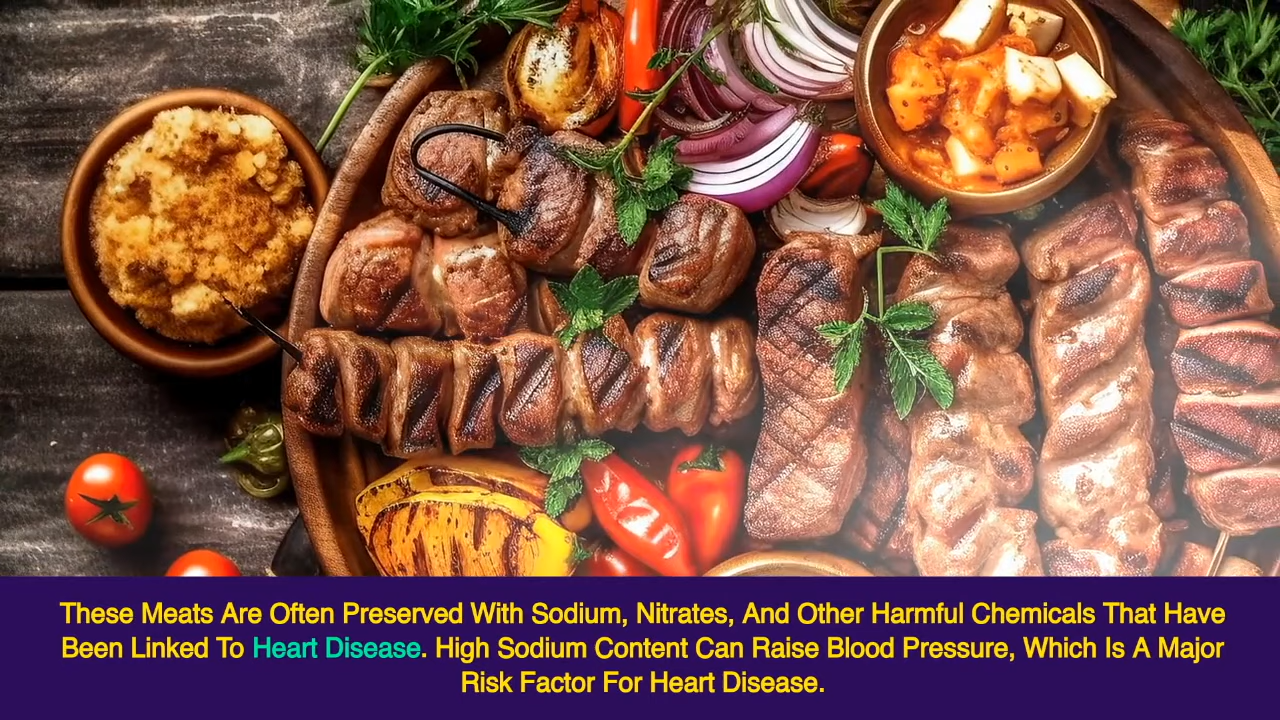 These Meats Are Often Preserved With Sodium, Nitrates, And Other Harmful Chemicals That Have
Been Linked To Heart Disease. High Sodium Content Can Raise Blood Pressure, Which Is A Major
Risk Factor For Heart Disease.